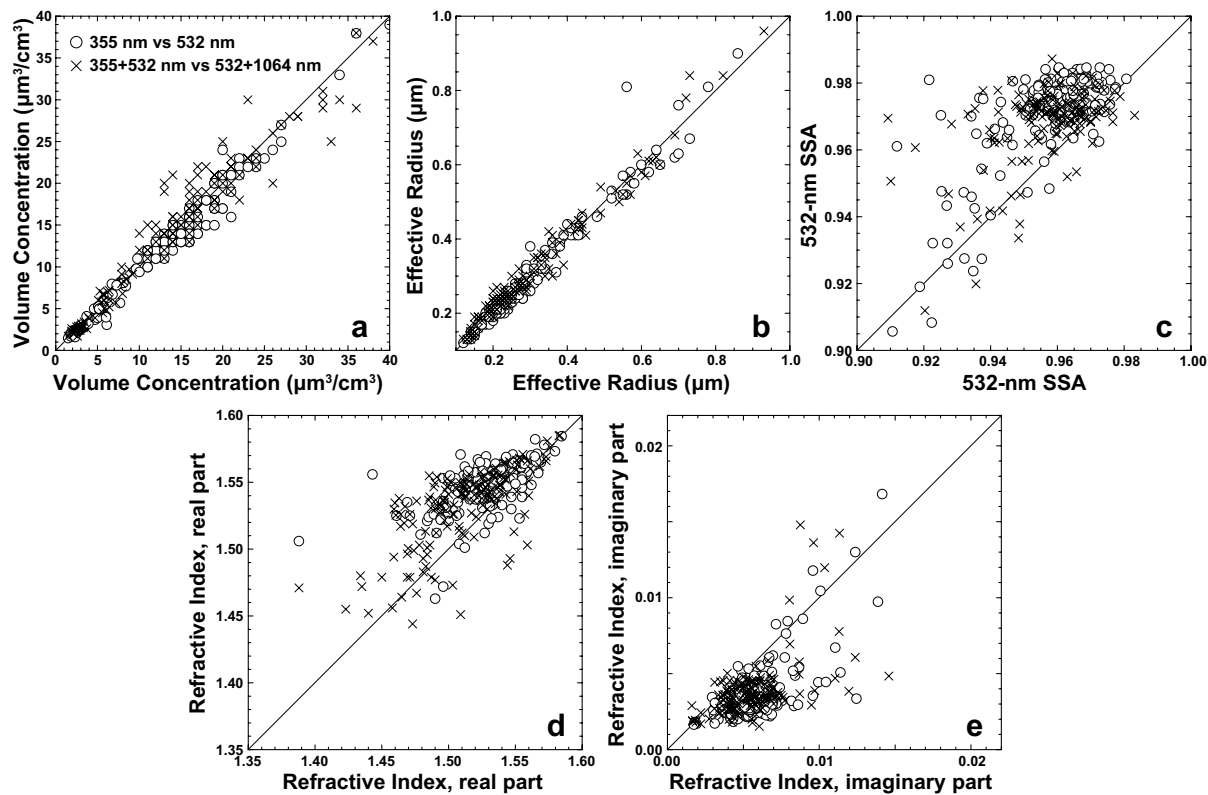 40
30
20
10
0
0 5 10 15 20 25 30 35 40
Volume Concentration (μm³/cm³)
Volume Concentration (μm³/cm³)
355 nm vs 532 nm
355+532 nm vs 532+1064 nm
a
1.0
0.8
0.6
0.4
0.2
0.2 0.4 0.6 0.8 1.0
Effective Radius (μm)
Effective Radius (μm)
b
1.00
0.98
0.96
0.94
0.92
0.90
0.90 0.92 0.94 0.96 0.98 1.00
532-nm SSA
532-nm SSA
c
1.60
1.55
1.50
1.45
1.40
1.35
1.35 1.40 1.45 1.50 1.55 1.60
Refractive Index, real part
Refractive Index, real part
d
0.02
0.01
0.00
0.00 0.01 0.02
Refractive Index, imaginary part
Refractive Index, imaginary part
e